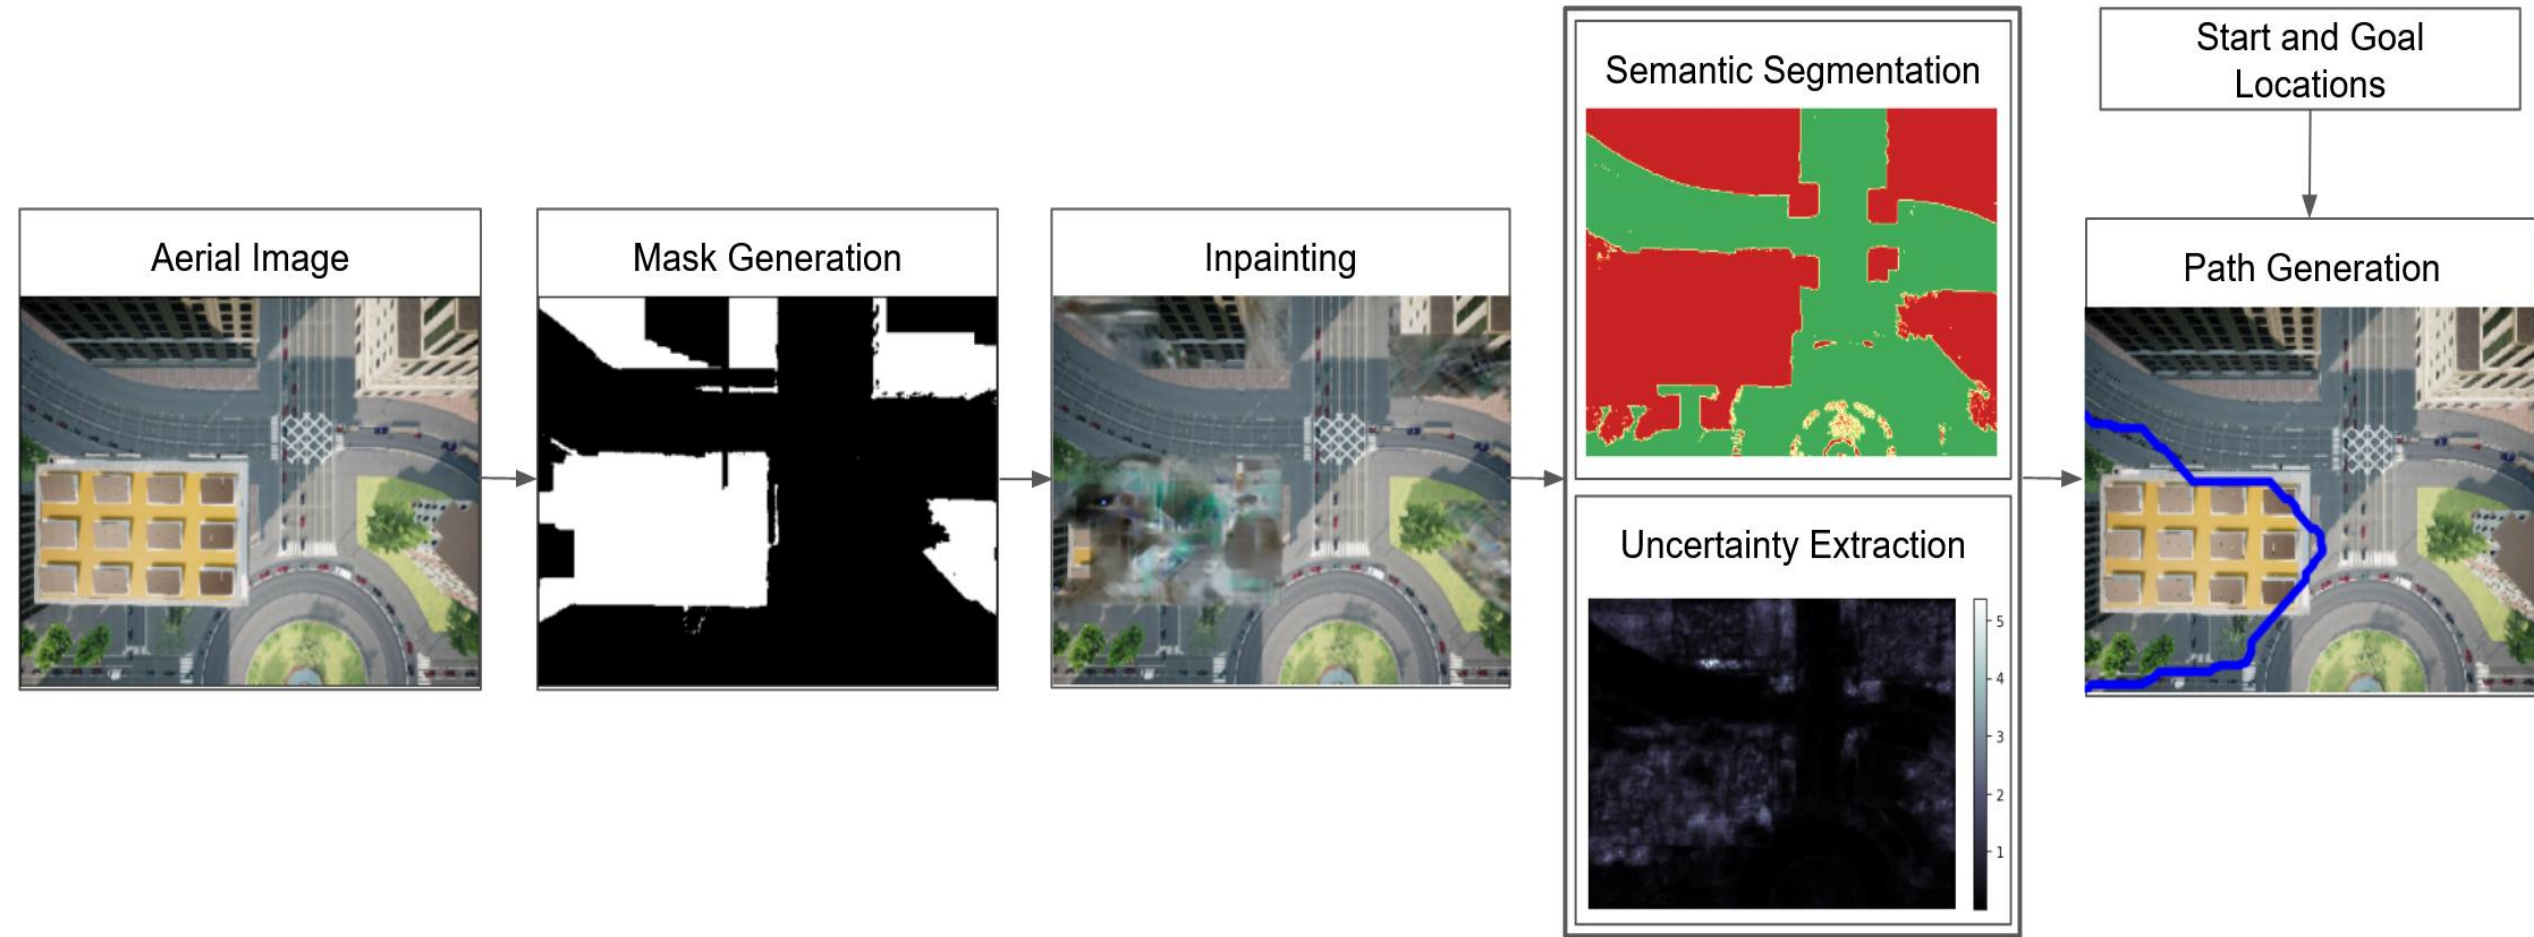 Aerial Image
Mask Generation
Inpainting
Semantic Segmentation
Uncertainty Extraction
5
4
3
2
1
Start and Goal
Locations
Path Generation